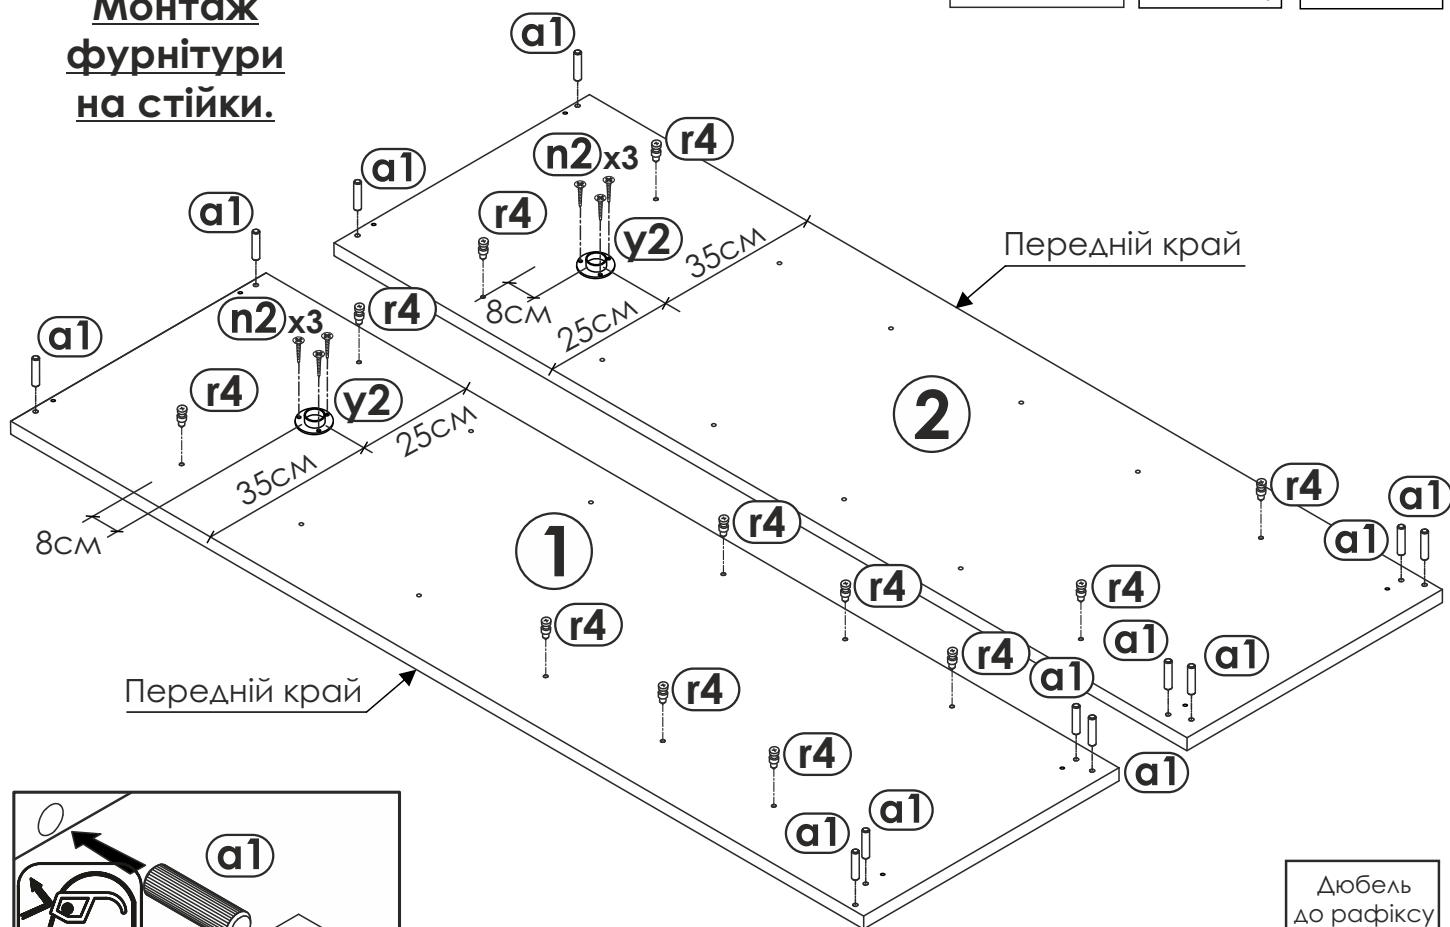 Монтаж
фурнітури
на стійки.
a1
r4
n2 x3
a1
a1
r4
y2
35см
Передній край
8см
25см
n2 x3
r4
a1
r4
y2
25см
35см
8см
2
1
r4
a1
a1
r4
r4
r4
r4
a1
a1
r4
a1
r4
a1
r4
Передній край
r4
a1
a1
a1
Дюбель
до рафіксу